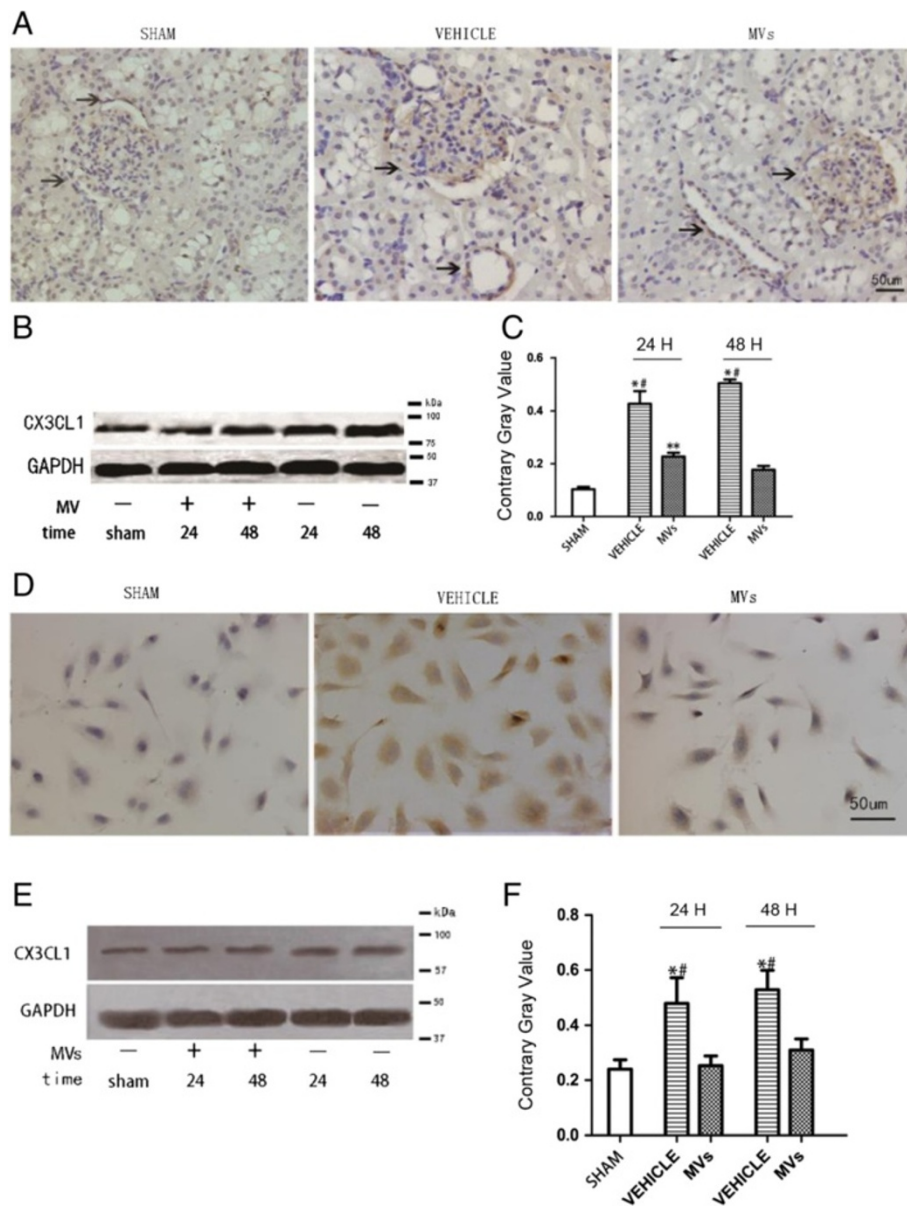 A
SHAM VEHICLE MVs
50um
B
CX3CL1
GAPDH
kDa
100
75
50
37
MV — + + — —
time sham 24 48 24 48
C
24 H 48 H
Contrary Gray Value
0.6
0.4
0.2
0.0
*# ** *#
SHAM VEHICLE MVs VEHICLE MVs
D
SHAM VEHICLE MVs
50um
E
CX3CL1
GAPDH
kDa
100
57
50
37
MVs — + + — —
time sham 24 48 24 48
F
24 H 48 H
Contrary Gray Value
0.8
0.6
0.4
0.2
0.0
*# *#
SHAM VEHICLE MVs VEHICLE MVs